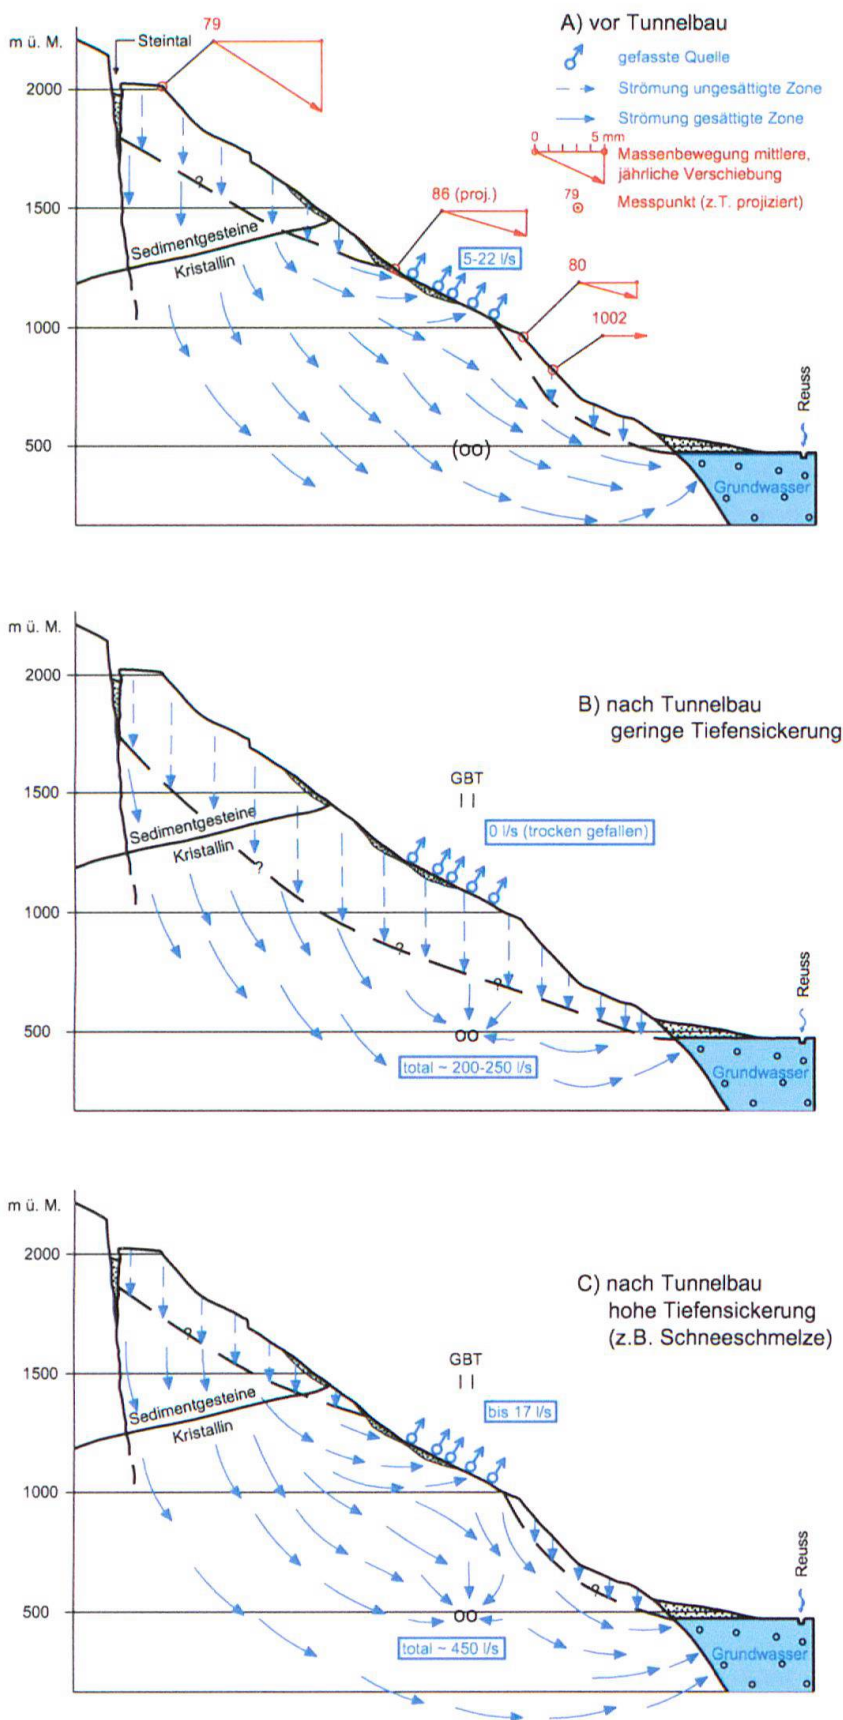 A) vor Tunnelbau
m ü. M.
Steintal
79
gefasste Quelle
Strömung ungesättigte Zone
Strömung gesättigte Zone
0 5 mm
Massenbewegung mittlere,
jährliche Verschiebung
79
Messpunkt (z.T. projiziert)
2000
?
1500
86 (proj.)
Sedimentgesteine
Kristallin
5-22 l/s
80
1002
1000
Reuss
500
(oo)
Grundwasser
m ü. M.
2000
B) nach Tunnelbau
geringe Tiefensickerung
GBT
1500
Sedimentgesteine
Kristallin
0 l/s (trocken gefallen)
?
1000
?
?
Reuss
500
oo
total ~ 200-250 l/s
Grundwasser
m ü. M.
2000
C) nach Tunnelbau
hohe Tiefensickerung
(z.B. Schneeschmelze)
?
GBT
1500
Sedimentgesteine
Kristallin
bis 17 l/s
1000
Reuss
?
500
oo
total ~ 450 l/s
Grundwasser